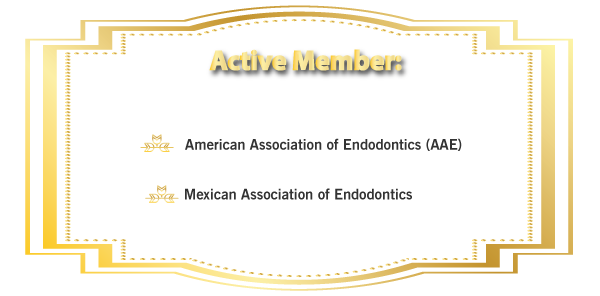 Active Member:
American Association of Endodontics (AAE)
Mexican Association of Endodontics